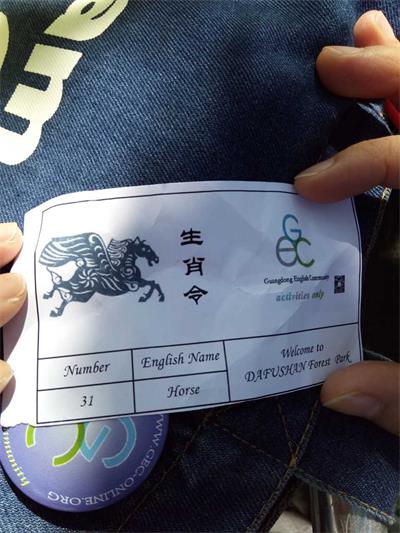 生肖令
GEC
Guangdong English Community
activities only
Number
English Name
Welcome to
DAFUSHAN Forest Park
31
Horse
WWW.GEC-ONLINE.ORG